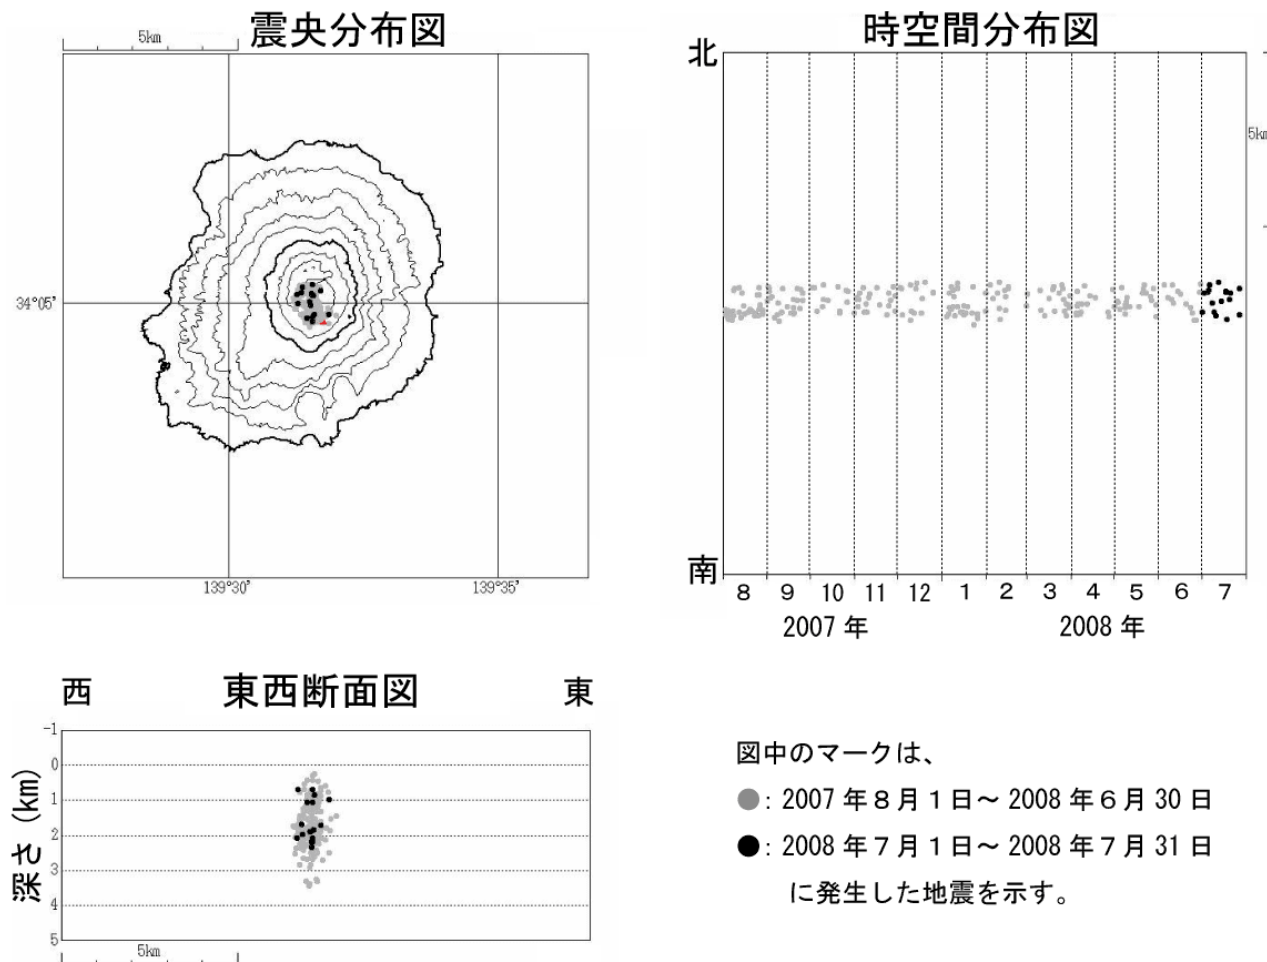 震央分布図
5km
34°05'
139°30'
139°35'
時空間分布図
北
5km
南
8 9 10 11 12 1 2 3 4 5 6 7
2007 年 2008 年
西 東西断面図 東
-1
0
1
2
3
4
5
深さ (km)
5km
図中のマークは、
●: 2007 年８月１日～ 2008 年６月 30 日
●: 2008 年７月１日～ 2008 年７月 31 日
に発生した地震を示す。